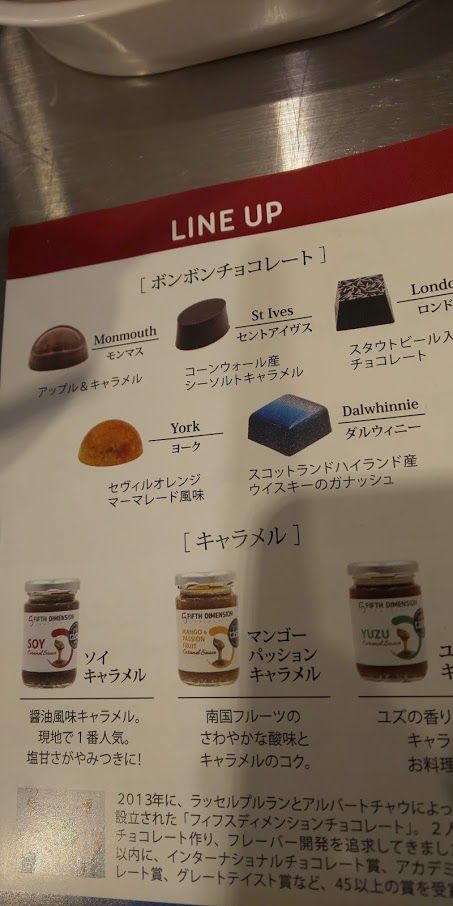 LINE UP
[ ボンボンチョコレート ]
Monmouth
モンマス
アップル＆キャラメル
St Ives
セントアイヴス
コーンウォール産
シーソルトキャラメル
Londo
ロンド
スタウトビール入
チョコレート
York
ヨーク
セヴィルオレンジ
マーマレード風味
Dalwhinnie
ダルウィニー
スコットランドハイランド産
ウイスキーのガナッシュ
[ キャラメル ]
FIFTH DIMENSION
SOY
Caramel Sauce
ソイ
キャラメル
醤油風味キャラメル。
現地で1番人気。
塩甘さがやみつきに!
FIFTH DIMENSION
MANGO &
PASSION
FRUIT
Caramel Sauce
マンゴー
パッション
キャラメル
南国フルーツの
さわやかな酸味と
キャラメルのコク。
FIFTH DIMENSION
YUZU
Caramel Sauce
ユ
キ
ユズの香り
キャラ
お料理
2013年に、ラッセルプルランとアルバートチャウによっ
設立された「フィフスディメンションチョコレート」。2人
チョコレート作り、フレーバー開発を追求してきまし
以内に、インターナショナルチョコレート賞、アカデミ
レート賞、グレートテイスト賞など、45以上の賞を受賞